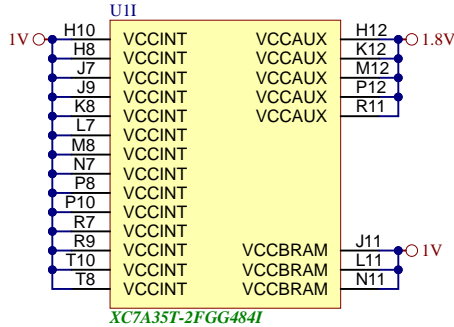 U1I
1V H10 VCCINT VCCAUX H12 1.8V
H8 VCCINT VCCAUX K12
J7 VCCINT VCCAUX M12
J9 VCCINT VCCAUX P12
K8 VCCINT VCCAUX R11
L7 VCCINT
M8 VCCINT
N7 VCCINT
P8 VCCINT
P10 VCCINT
R7 VCCINT
R9 VCCINT VCCBRAM J11 1V
T10 VCCINT VCCBRAM L11
T8 VCCINT VCCBRAM N11
XC7A35T-2FGG484I